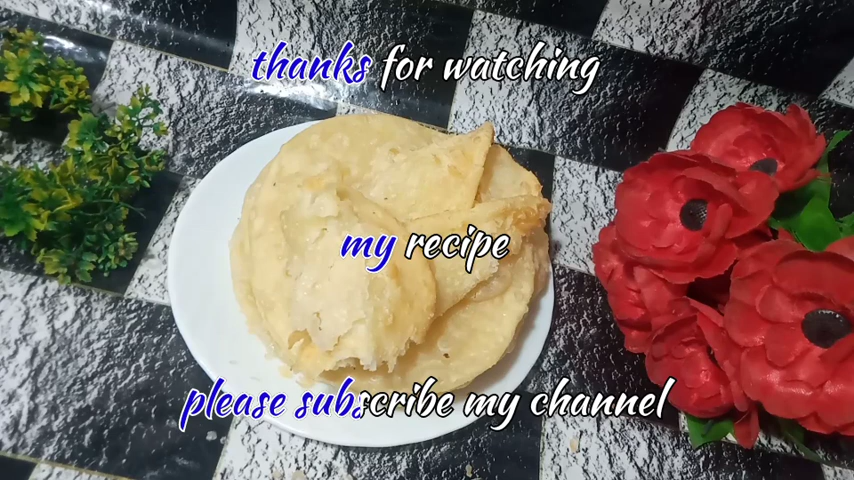 thanks for watching
my recipe
please subscribe my channel